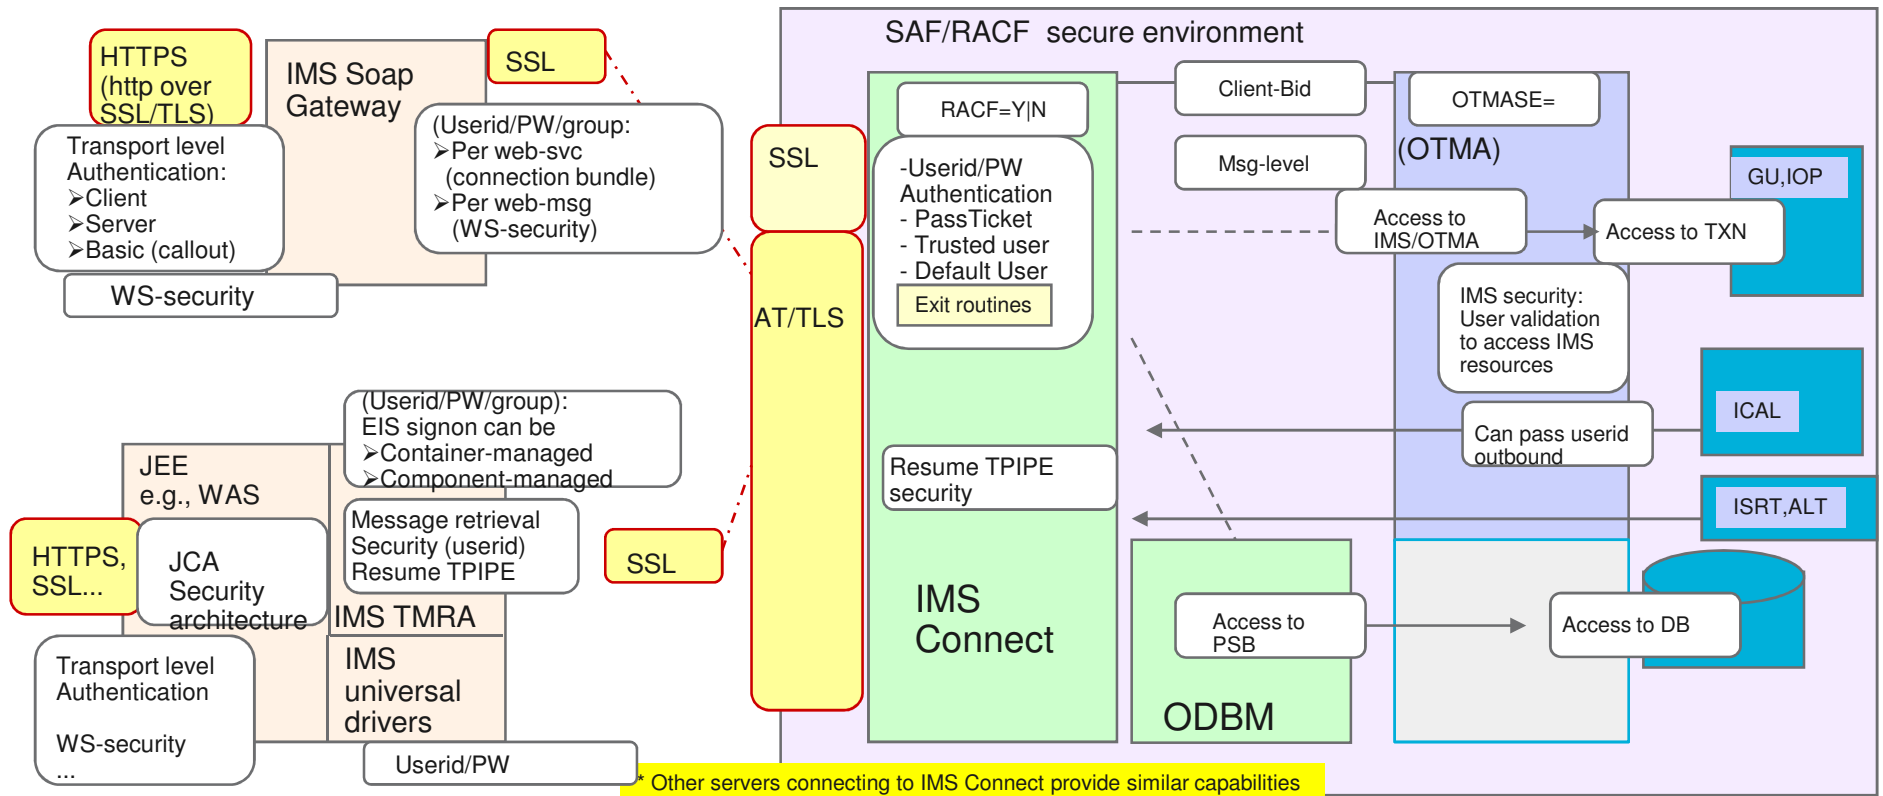 SAF/RACF secure environment
HTTPS
(http over
SSL/TLS)
IMS Soap
Gateway
SSL
Transport level
Authentication:
➢Client
➢Server
➢Basic (callout)
WS-security
(Userid/PW/group:
➢Per web-svc
(connection bundle)
➢Per web-msg
(WS-security)
SSL
AT/TLS
RACF=Y|N
-Userid/PW
Authentication
- PassTicket
- Trusted user
- Default User
Exit routines
Client-Bid
Msg-level
OTMASE=
(OTMA)
Access to
IMS/OTMA
Access to TXN
GU,IOP
IMS security:
User validation
to access IMS
resources
ICAL
Can pass userid
outbound
ISRT,ALT
Resume TPIPE
security
IMS
Connect
ODBM
Access to
PSB
Access to DB
(Userid/PW/group):
EIS signon can be
➢Container-managed
➢Component-managed
JEE
e.g., WAS
HTTPS,
SSL...
JCA
Security
architecture
Message retrieval
Security (userid)
Resume TPIPE
SSL
IMS TMRA
IMS
universal
drivers
Transport level
Authentication
WS-security
...
Userid/PW
* Other servers connecting to IMS Connect provide similar capabilities